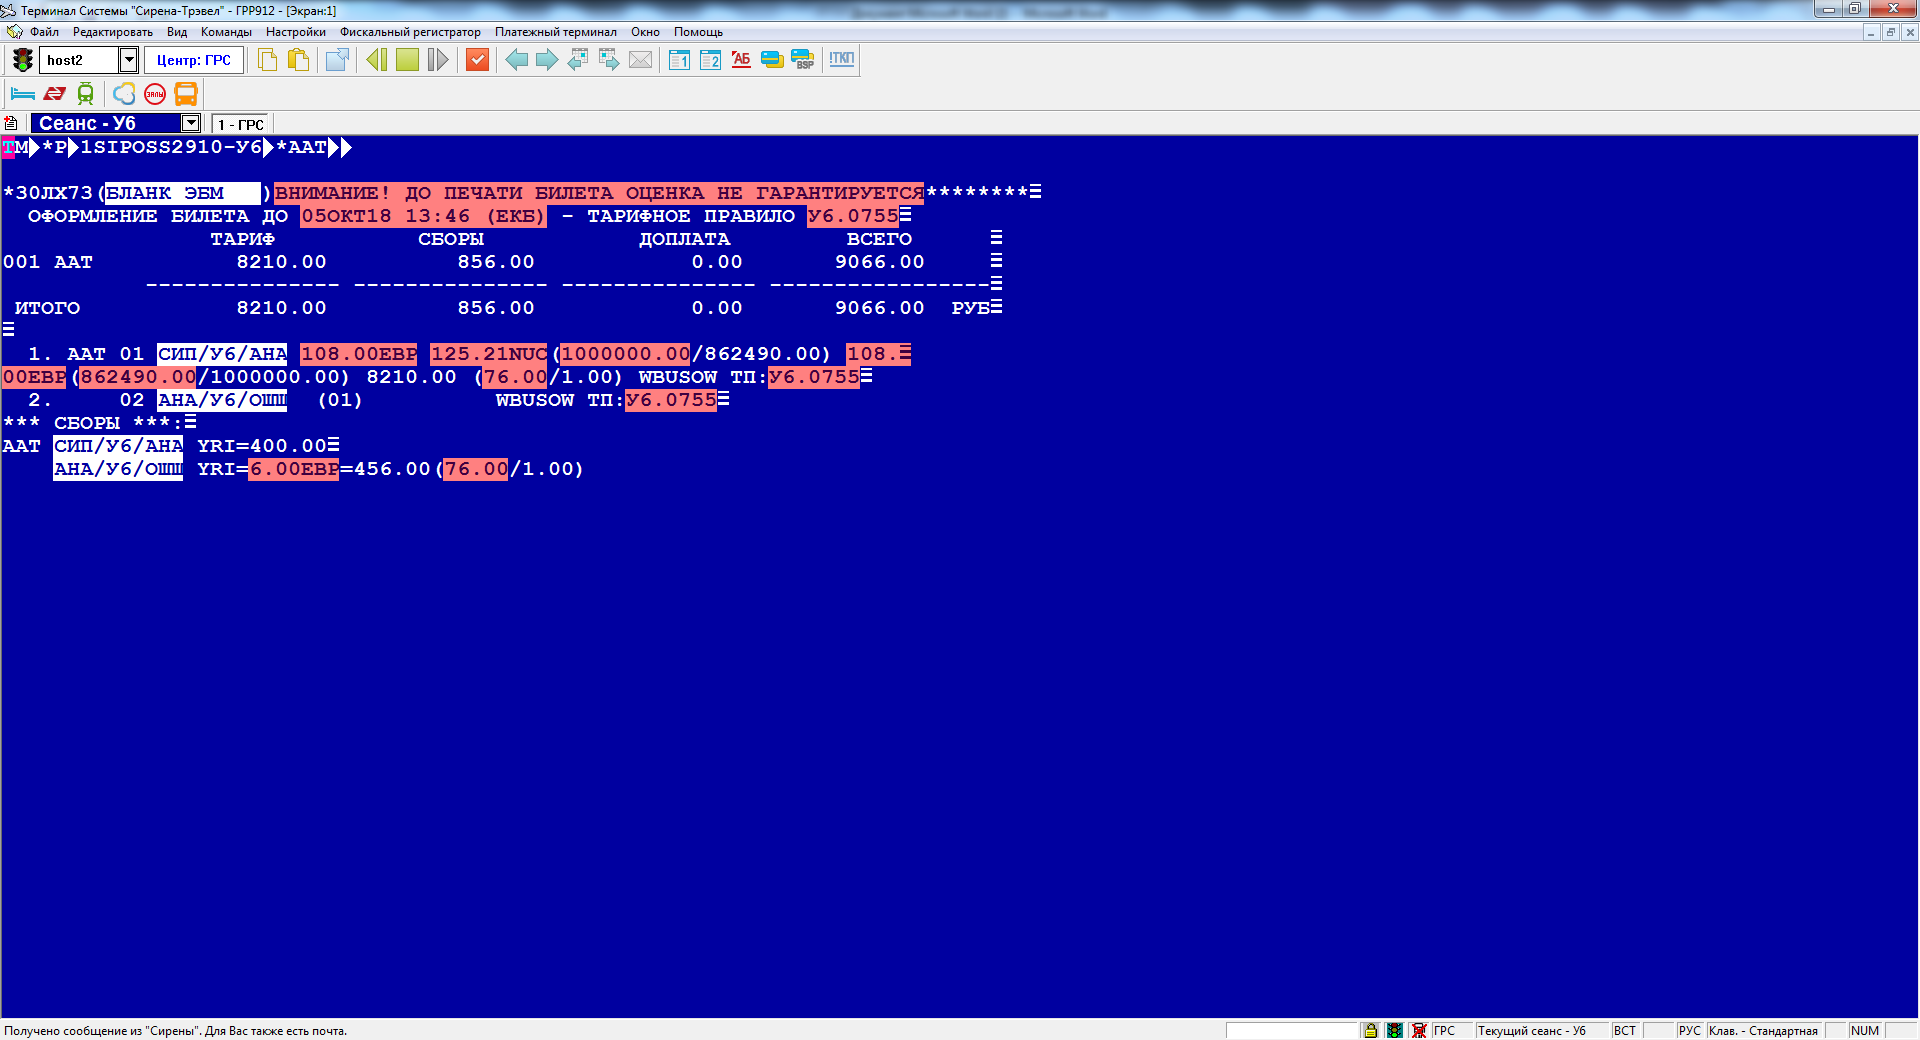 Терминал Системы "Сирена-Трэвел" - ГРР912 - [Экран:1]
Файл Редактировать Вид Команды Настройки Фискальный регистратор Платежный терминал Окно Помощь
host2 Центр: ГРС 1 2 АБ BSP !ТКП
ЗАЛЫ
Сеанс - У6 1 - ГРС
ТМ *Р 1SIPOSS2910-У6 *ААТ
*30ЛХ73(БЛАНК ЭБМ )ВНИМАНИЕ! ДО ПЕЧАТИ БИЛЕТА ОЦЕНКА НЕ ГАРАНТИРУЕТСЯ********
ОФОРМЛЕНИЕ БИЛЕТА ДО 05ОКТ18 13:46 (ЕКБ) - ТАРИФНОЕ ПРАВИЛО У6.0755
ТАРИФ СБОРЫ ДОПЛАТА ВСЕГО
001 ААТ 8210.00 856.00 0.00 9066.00
--------------- --------------- --------------- -----------------
ИТОГО 8210.00 856.00 0.00 9066.00 РУБ
1. ААТ 01 СИП/У6/АНА 108.00ЕВР 125.21NUC(1000000.00/862490.00) 108.
00ЕВР(862490.00/1000000.00) 8210.00 (76.00/1.00) WBUSOW ТП:У6.0755
2. 02 АНА/У6/ОШШ (01) WBUSOW ТП:У6.0755
*** СБОРЫ ***:
ААТ СИП/У6/АНА YRI=400.00
АНА/У6/ОШШ YRI=6.00ЕВР=456.00(76.00/1.00)
Получено сообщение из "Сирены". Для Вас также есть почта. ГРС Текущий сеанс - У6 ВСТ РУС Клав. - Стандартная NUM